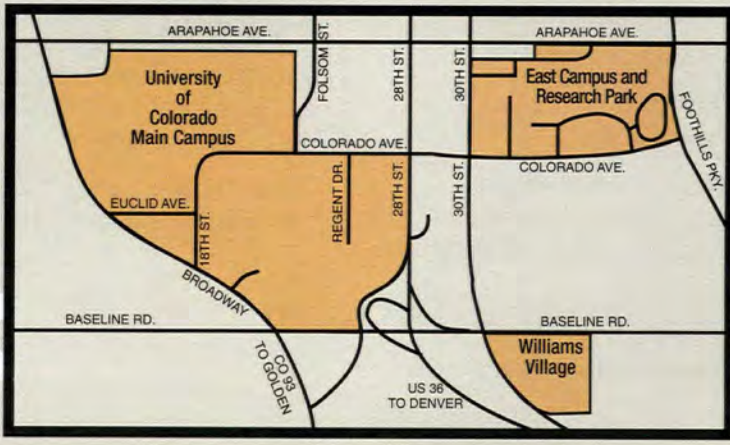 ARAPAHOE AVE.
ARAPAHOE AVE.
University
of
Colorado
Main Campus
FOLSOM ST.
28TH ST.
30TH ST.
East Campus and
Research Park
FOOTHILLS PKY.
COLORADO AVE.
COLORADO AVE.
EUCLID AVE.
18TH ST.
REGENT DR.
28TH ST.
30TH ST.
BROADWAY
BASELINE RD.
BASELINE RD.
CO 93
TO GOLDEN
US 36
TO DENVER
Williams
Village